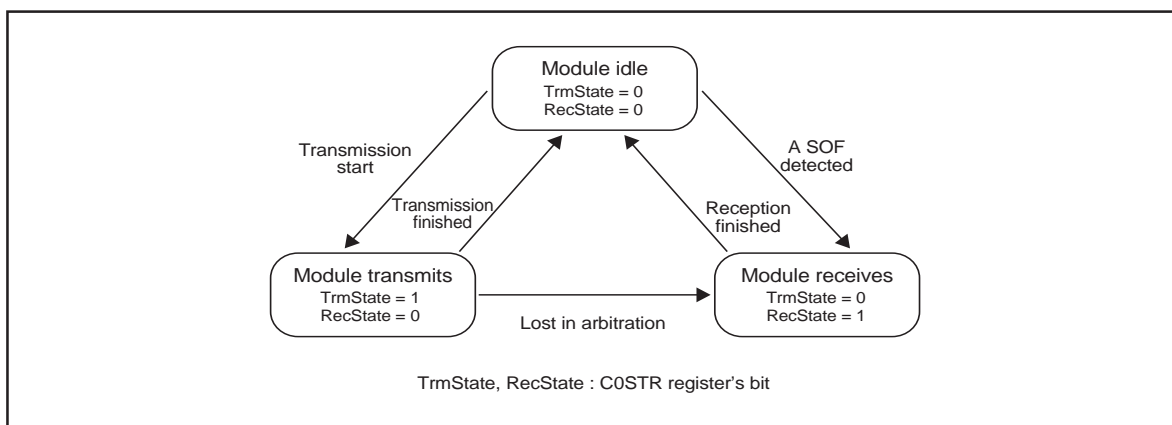 Module idle
TrmState = 0
RecState = 0
Transmission
start
A SOF
detected
Transmission
finished
Reception
finished
Module transmits
TrmState = 1
RecState = 0
Module receives
TrmState = 0
RecState = 1
Lost in arbitration
TrmState, RecState : C0STR register's bit